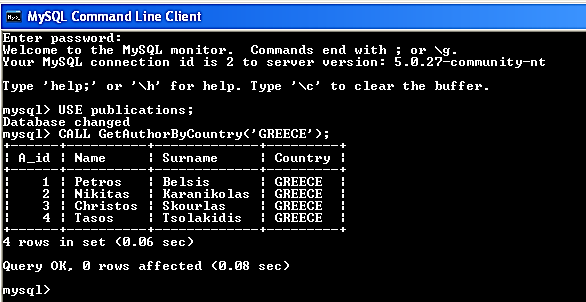 MySQL Command Line Client
Enter password:
Welcome to the MySQL monitor.  Commands end with ; or \g.
Your MySQL connection id is 2 to server version: 5.0.27-community-nt
Type 'help;' or '\h' for help. Type '\c' to clear the buffer.
mysql> USE publications;
Database changed
mysql> CALL GetAuthorByCountry('GREECE');
+------+----------+-------------+---------+
| A_id | Name     | Surname     | Country |
+------+----------+-------------+---------+
|    1 | Petros   | Belsis      | GREECE  |
|    2 | Nikitas  | Karanikolas | GREECE  |
|    3 | Christos | Skourlas    | GREECE  |
|    4 | Tasos    | Tsolakidis  | GREECE  |
+------+----------+-------------+---------+
4 rows in set (0.06 sec)
Query OK, 0 rows affected (0.08 sec)
mysql>